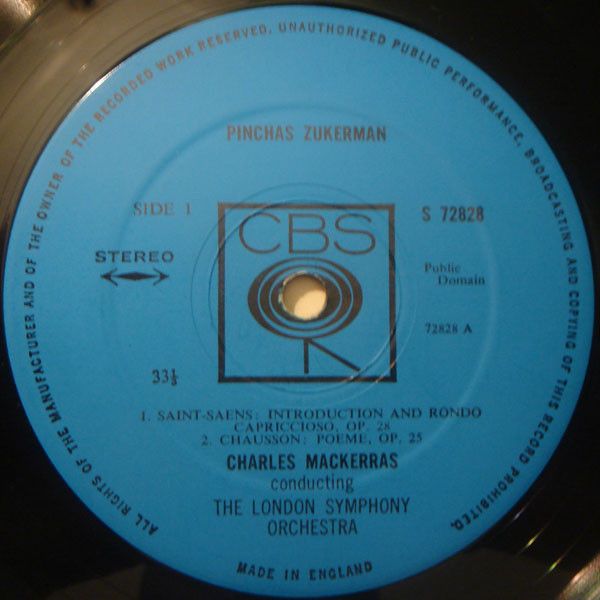 ALL RIGHTS OF THE MANUFACTURER AND OF THE OWNER OF THE RECORDED WORK RESERVED. UNAUTHORIZED PUBLIC PERFORMANCE, BROADCASTING AND COPYING OF THIS RECORD PROHIBITED.
PINCHAS ZUKERMAN
SIDE 1
CBS
S 72828
STEREO
Public
Domain
72828 A
33⅓
1. SAINT-SAENS: INTRODUCTION AND RONDO
CAPRICCIOSO, OP. 28
2. CHAUSSON: POEME, OP. 25
CHARLES MACKERRAS
conducting
THE LONDON SYMPHONY
ORCHESTRA
MADE IN ENGLAND